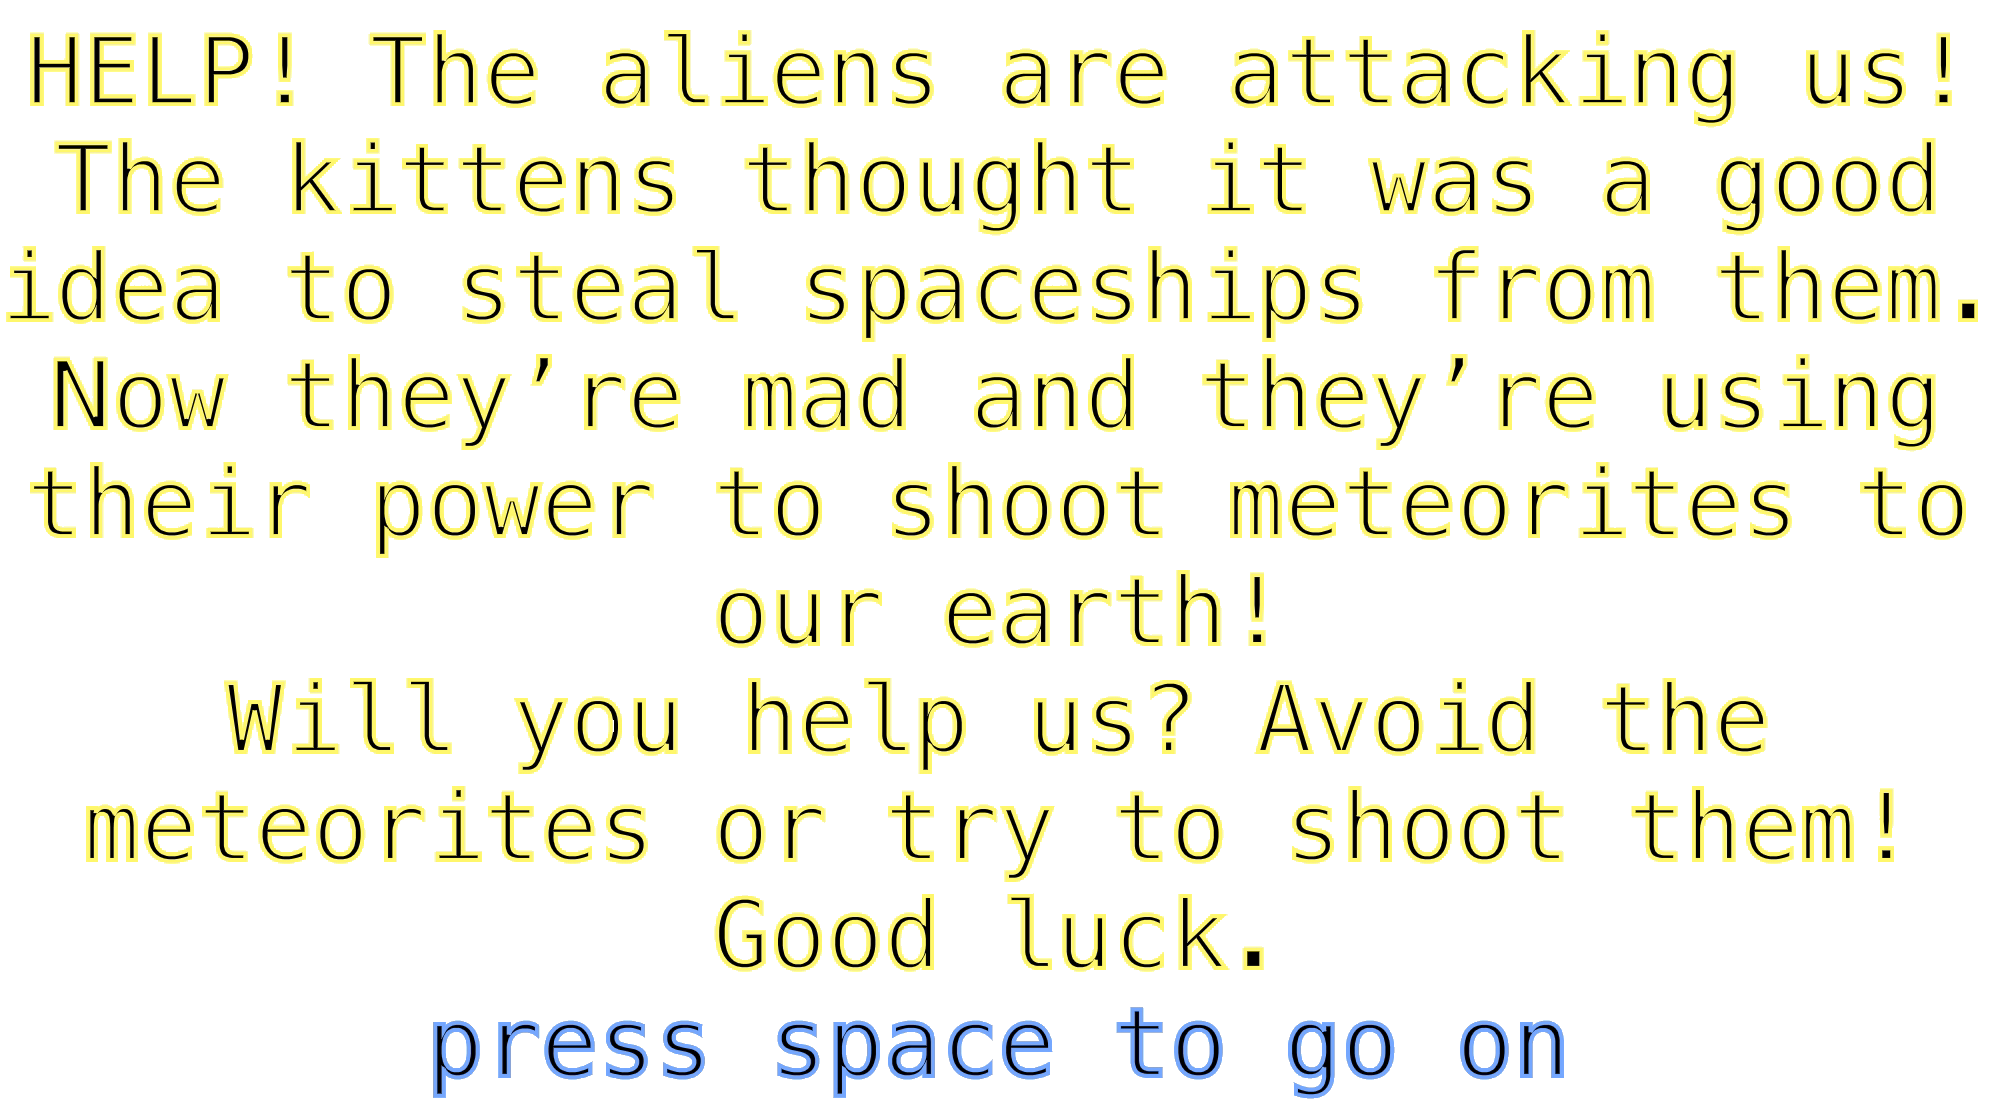 HELP! The aliens are attacking us!
The kittens thought it was a good
idea to steal spaceships from them.
Now they’re mad and they’re using
their power to shoot meteorites to
our earth!
Will you help us? Avoid the
meteorites or try to shoot them!
Good luck.
press space to go on